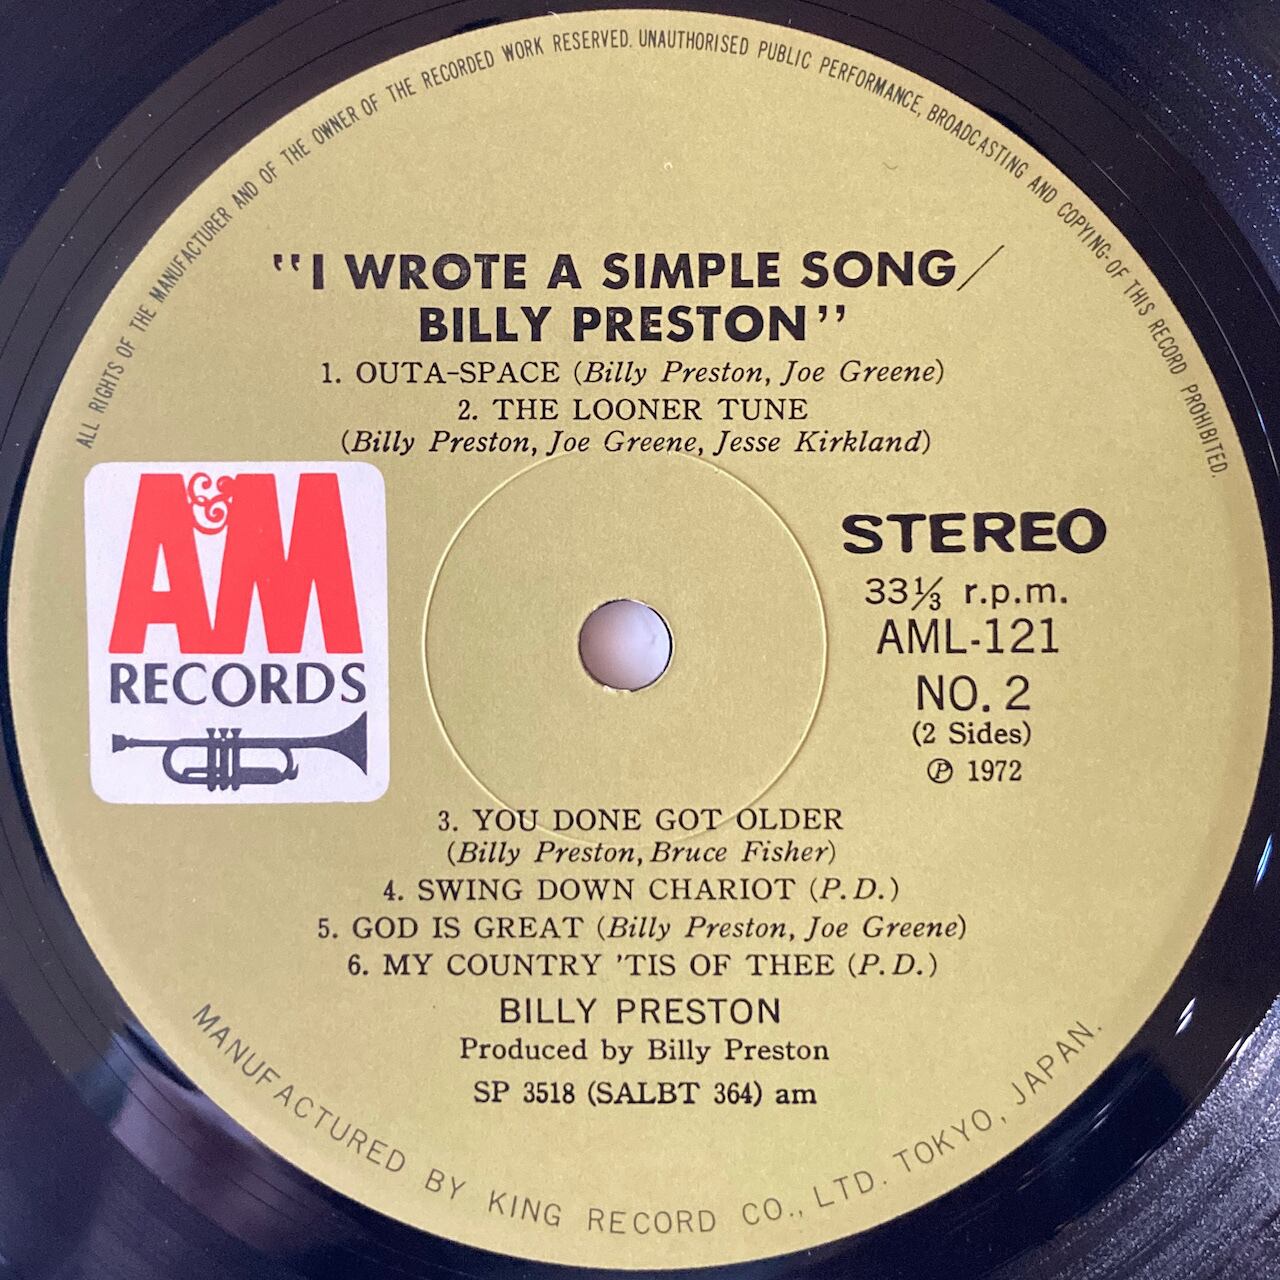 ALL RIGHTS OF THE MANUFACTURER AND OF THE OWNER OF THE RECORDED WORK RESERVED. UNAUTHORISED PUBLIC PERFORMANCE, BROADCASTING AND COPYING OF THIS RECORD PROHIBITED.
"I WROTE A SIMPLE SONG/
BILLY PRESTON"
1. OUTA-SPACE (Billy Preston, Joe Greene)
2. THE LOONER TUNE
(Billy Preston, Joe Greene, Jesse Kirkland)
A&M
RECORDS
STEREO
33⅓ r.p.m.
AML-121
NO. 2
(2 Sides)
Ⓟ 1972
3. YOU DONE GOT OLDER
(Billy Preston, Bruce Fisher)
4. SWING DOWN CHARIOT (P.D.)
5. GOD IS GREAT (Billy Preston, Joe Greene)
6. MY COUNTRY 'TIS OF THEE (P.D.)
BILLY PRESTON
Produced by Billy Preston
SP 3518 (SALBT 364) am
MANUFACTURED BY KING RECORD CO., LTD. TOKYO, JAPAN.